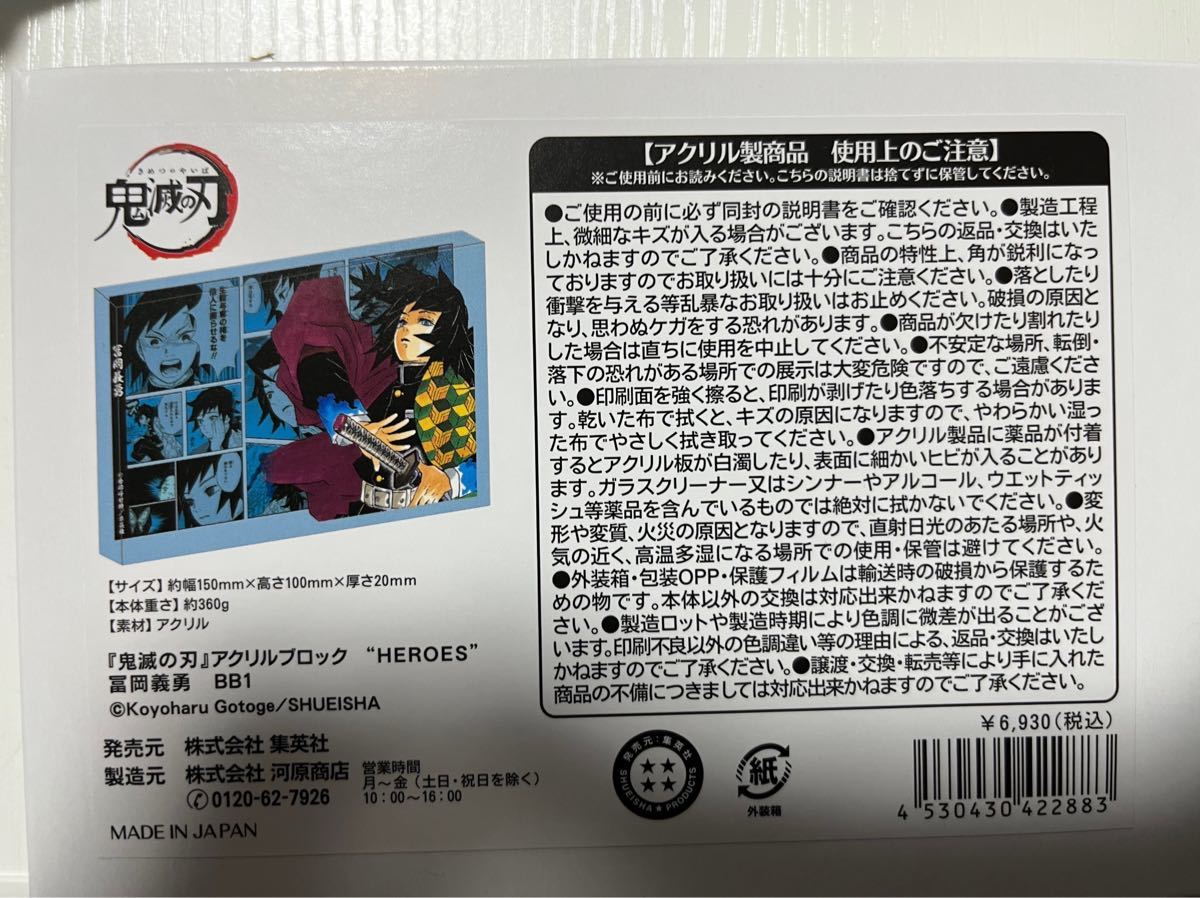 きめつのやいば
鬼滅の刃
生殺与奪の権を
他人に握らせるな!!
冨岡義勇
【サイズ】約幅150mm×高さ100mm×厚さ20mm
【本体重さ】約360g
【素材】アクリル
『鬼滅の刃』アクリルブロック “HEROES”
冨岡義勇 BB1
©Koyoharu Gotoge/SHUEISHA
発売元 株式会社 集英社
製造元 株式会社 河原商店
0120-62-7926
営業時間
月〜金（土日・祝日を除く）
10:00〜16:00
MADE IN JAPAN
【アクリル製商品 使用上のご注意】
※ご使用前にお読みください。こちらの説明書は捨てずに保管してください。
●ご使用の前に必ず同封の説明書をご確認ください。●製造工程
上、微細なキズが入る場合がございます。こちらの返品・交換はいた
しかねますのでご了承ください。●商品の特性上、角が鋭利になっ
ておりますのでお取り扱いには十分にご注意ください。●落としたり
衝撃を与える等乱暴なお取り扱いはお止めください。破損の原因と
なり、思わぬケガをする恐れがあります。●商品が欠けたり割れたり
した場合は直ちに使用を中止してください。●不安定な場所、転倒・
落下の恐れがある場所での展示は大変危険ですので、ご遠慮くださ
い。●印刷面を強く擦ると、印刷が剥げたり色落ちする場合がありま
す。乾いた布で拭くと、キズの原因になりますので、やわらかい湿っ
た布でやさしく拭き取ってください。●アクリル製品に薬品が付着
するとアクリル板が白濁したり、表面に細かいヒビが入ることがあり
ます。ガラスクリーナー又はシンナーやアルコール、ウエットティッ
シュ等薬品を含んでいるものでは絶対に拭かないでください。●変
形や変質、火災の原因となりますので、直射日光のあたる場所や、火
気の近く、高温多湿になる場所での使用・保管は避けてください。
●外装箱・包装OPP・保護フィルムは輸送時の破損から保護するた
めの物です。本体以外の交換は対応出来かねますのでご了承くださ
い。●製造ロットや製造時期により色調に微差が出ることがござ
います。印刷不良以外の色調違い等の理由による、返品・交換はいた
しかねますのでご了承ください。●譲渡・交換・転売等により手に入れた
商品の不備につきましては対応出来かねますのでご了承ください。
￥6,930（税込）
発売元：集英社
SHUEISHA★PRODUCTS
紙
外装箱
4 530430 422883